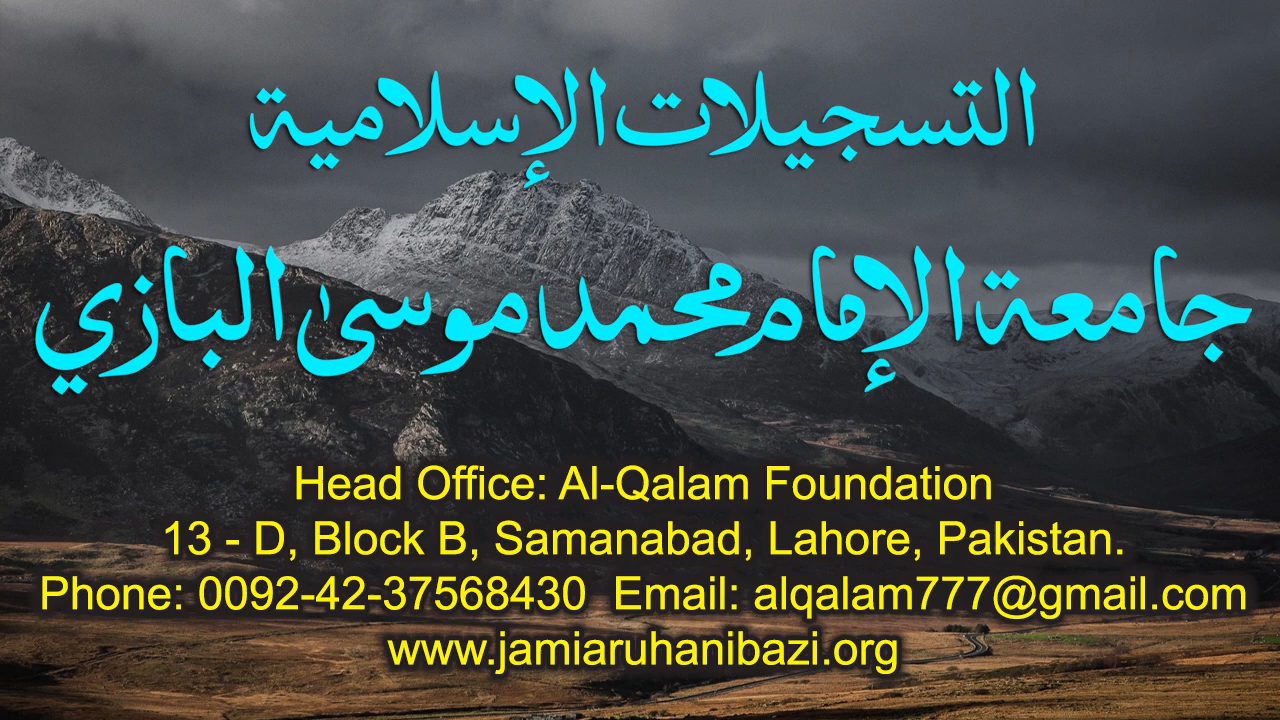 التسجيلات الإسلامية
جامعة الإمام محمد موسىٰ البازي
Head Office: Al-Qalam Foundation
13 - D, Block B, Samanabad, Lahore, Pakistan.
Phone: 0092-42-37568430 Email: alqalam777@gmail.com
www.jamiaruhanibazi.org